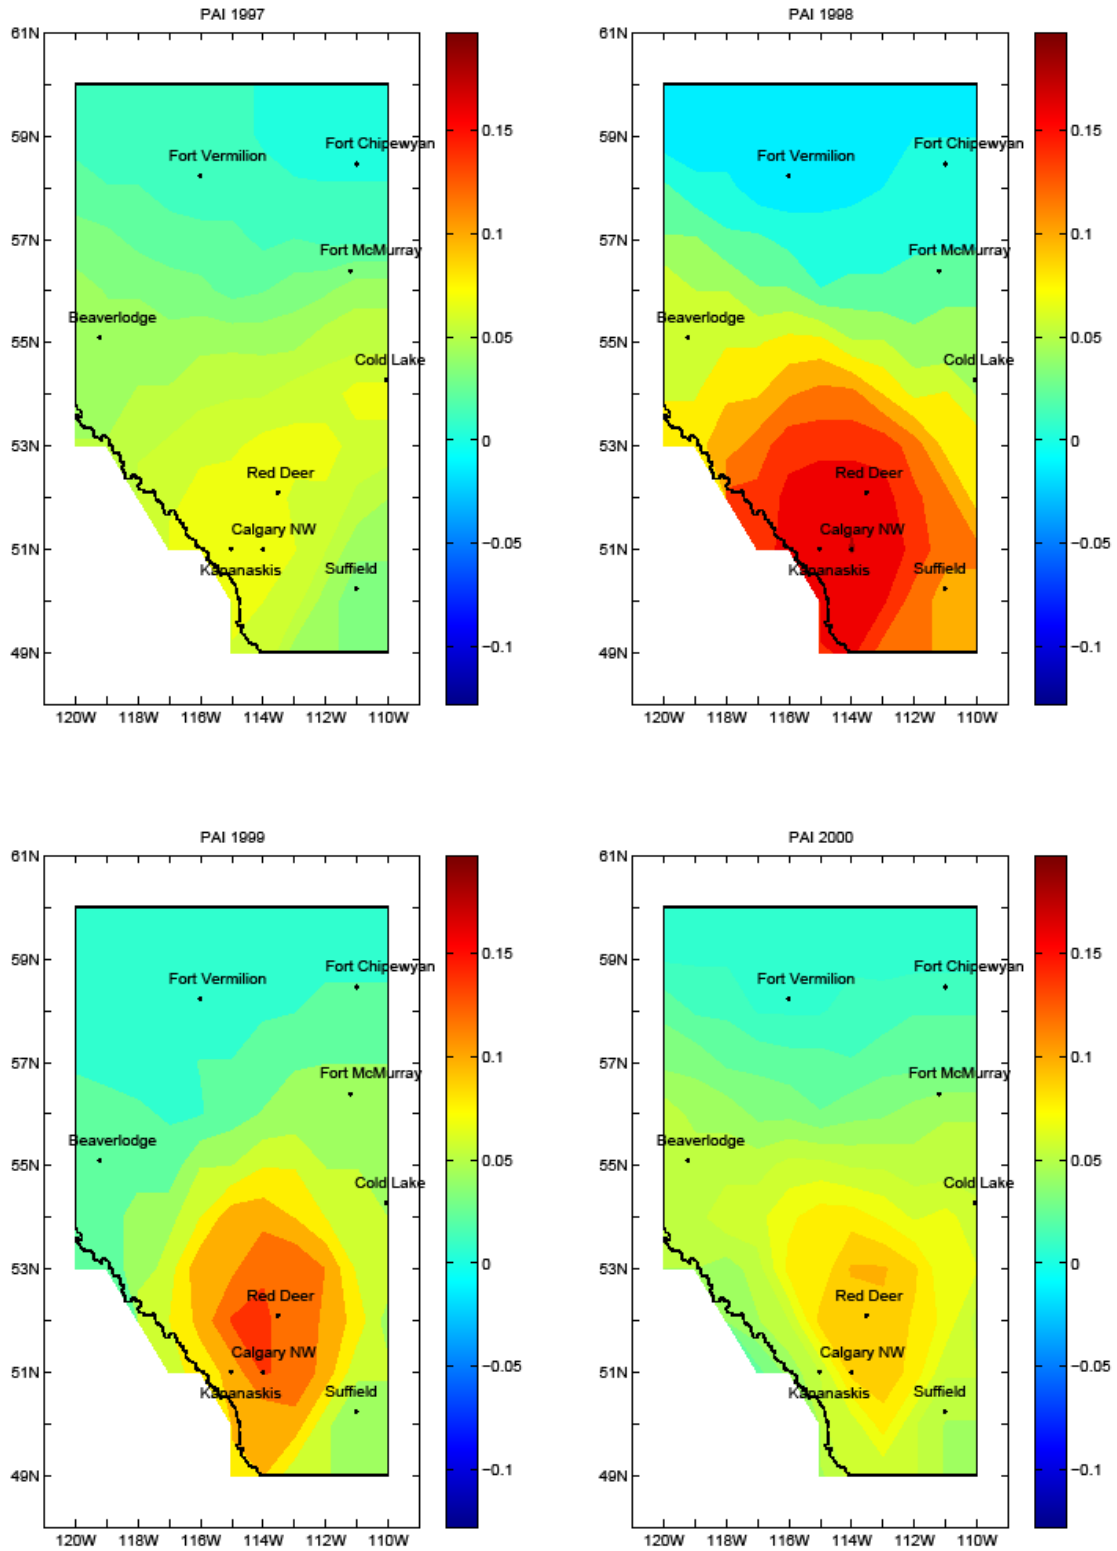 PAI 1997
61N
59N
57N
55N
53N
51N
49N
120W 118W 116W 114W 112W 110W
Fort Vermilion
Fort Chipewyan
Fort McMurray
Beaverlodge
Cold Lake
Red Deer
Calgary NW
Kananaskis
Suffield
0.15
0.1
0.05
0
−0.05
−0.1
PAI 1998
61N
59N
57N
55N
53N
51N
49N
120W 118W 116W 114W 112W 110W
Fort Vermilion
Fort Chipewyan
Fort McMurray
Beaverlodge
Cold Lake
Red Deer
Calgary NW
Kananaskis
Suffield
0.15
0.1
0.05
0
−0.05
−0.1
PAI 1999
61N
59N
57N
55N
53N
51N
49N
120W 118W 116W 114W 112W 110W
Fort Vermilion
Fort Chipewyan
Fort McMurray
Beaverlodge
Cold Lake
Red Deer
Calgary NW
Kananaskis
Suffield
0.15
0.1
0.05
0
−0.05
−0.1
PAI 2000
61N
59N
57N
55N
53N
51N
49N
120W 118W 116W 114W 112W 110W
Fort Vermilion
Fort Chipewyan
Fort McMurray
Beaverlodge
Cold Lake
Red Deer
Calgary NW
Kananaskis
Suffield
0.15
0.1
0.05
0
−0.05
−0.1